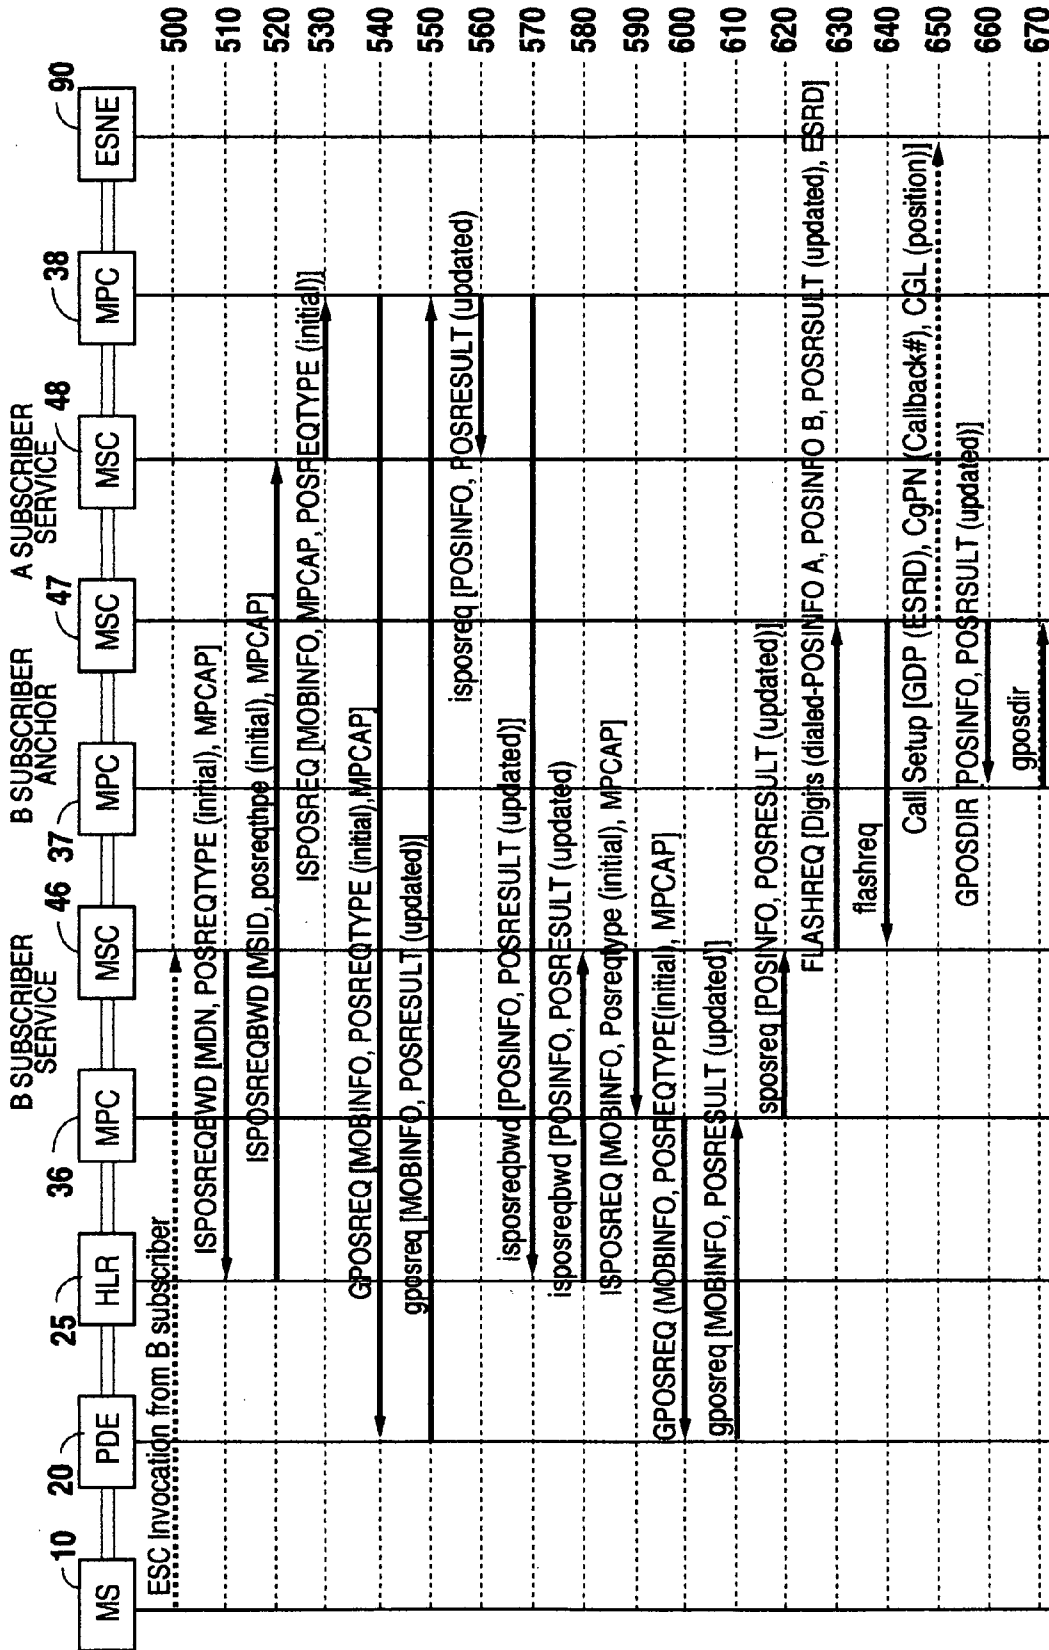 B SUBSCRIBER
SERVICE
B SUBSCRIBER
ANCHOR
A SUBSCRIBER
SERVICE
10
20
25
36
46
37
47
48
38
90
MS
PDE
HLR
MPC
MSC
MPC
MSC
MSC
MPC
ESNE
ESC Invocation from B subscriber
500
ISPOSREQBWD [MDN, POSREQTYPE (initial), MPCAP]
510
ISPOSREQBWD [MSID, posreqthpe (initial), MPCAP]
520
ISPOSREQ [MOBINFO, MPCAP, POSREQTYPE (initial)]
530
GPOSREQ [MOBINFO, POSREQTYPE (initial),MPCAP]
540
gposreq [MOBINFO, POSRESULT (updated)]
550
isposreq [POSINFO, POSRESULT (updated)
560
isposreqbwd [POSINFO, POSRESULT (updated)]
570
isposreqbwd [POSINFO, POSRESULT (updated)
580
ISPOSREQ [MOBINFO, Posreqtype (initial), MPCAP]
590
GPOSREQ (MOBINFO, POSREQTYPE(initial), MPCAP]
600
gposreq [MOBINFO, POSRESULT (updated)]
610
sposreq [POSINFO, POSRESULT (updated)]
620
FLASHREQ [Digits (dialed-POSINFO A, POSINFO B, POSRSULT (updated), ESRD]
630
flashreq
640
Call Setup [GDP (ESRD), CgPN (Callback#), CGL (position)]
650
GPOSDIR [POSINFO, POSRSULT (updated)]
660
gposdir
670